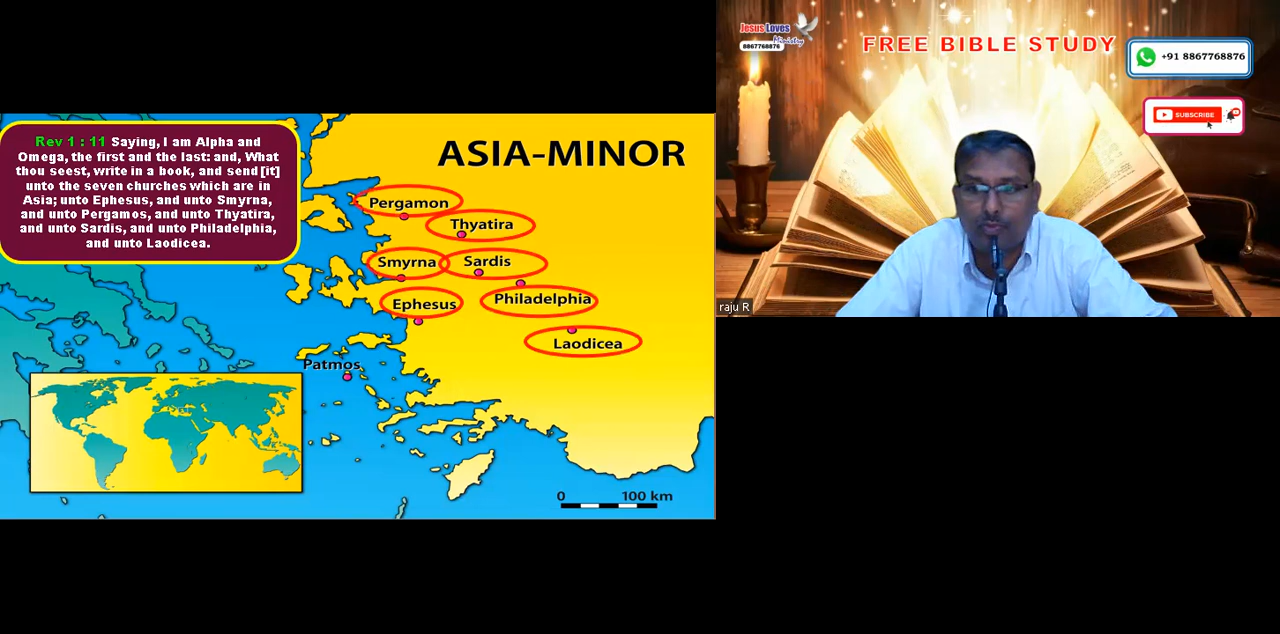 Rev 1 : 11 Saying, I am Alpha and
Omega, the first and the last: and, What
thou seest, write in a book, and send [it]
unto the seven churches which are in
Asia; unto Ephesus, and unto Smyrna,
and unto Pergamos, and unto Thyatira,
and unto Sardis, and unto Philadelphia,
and unto Laodicea.
ASIA-MINOR
Pergamon
Thyatira
Smyrna
Sardis
Ephesus
Philadelphia
Laodicea
Patmos
0 100 km
Jesus Loves
Ministry
8867768876
FREE BIBLE STUDY
+91 8867768876
SUBSCRIBE
raju R